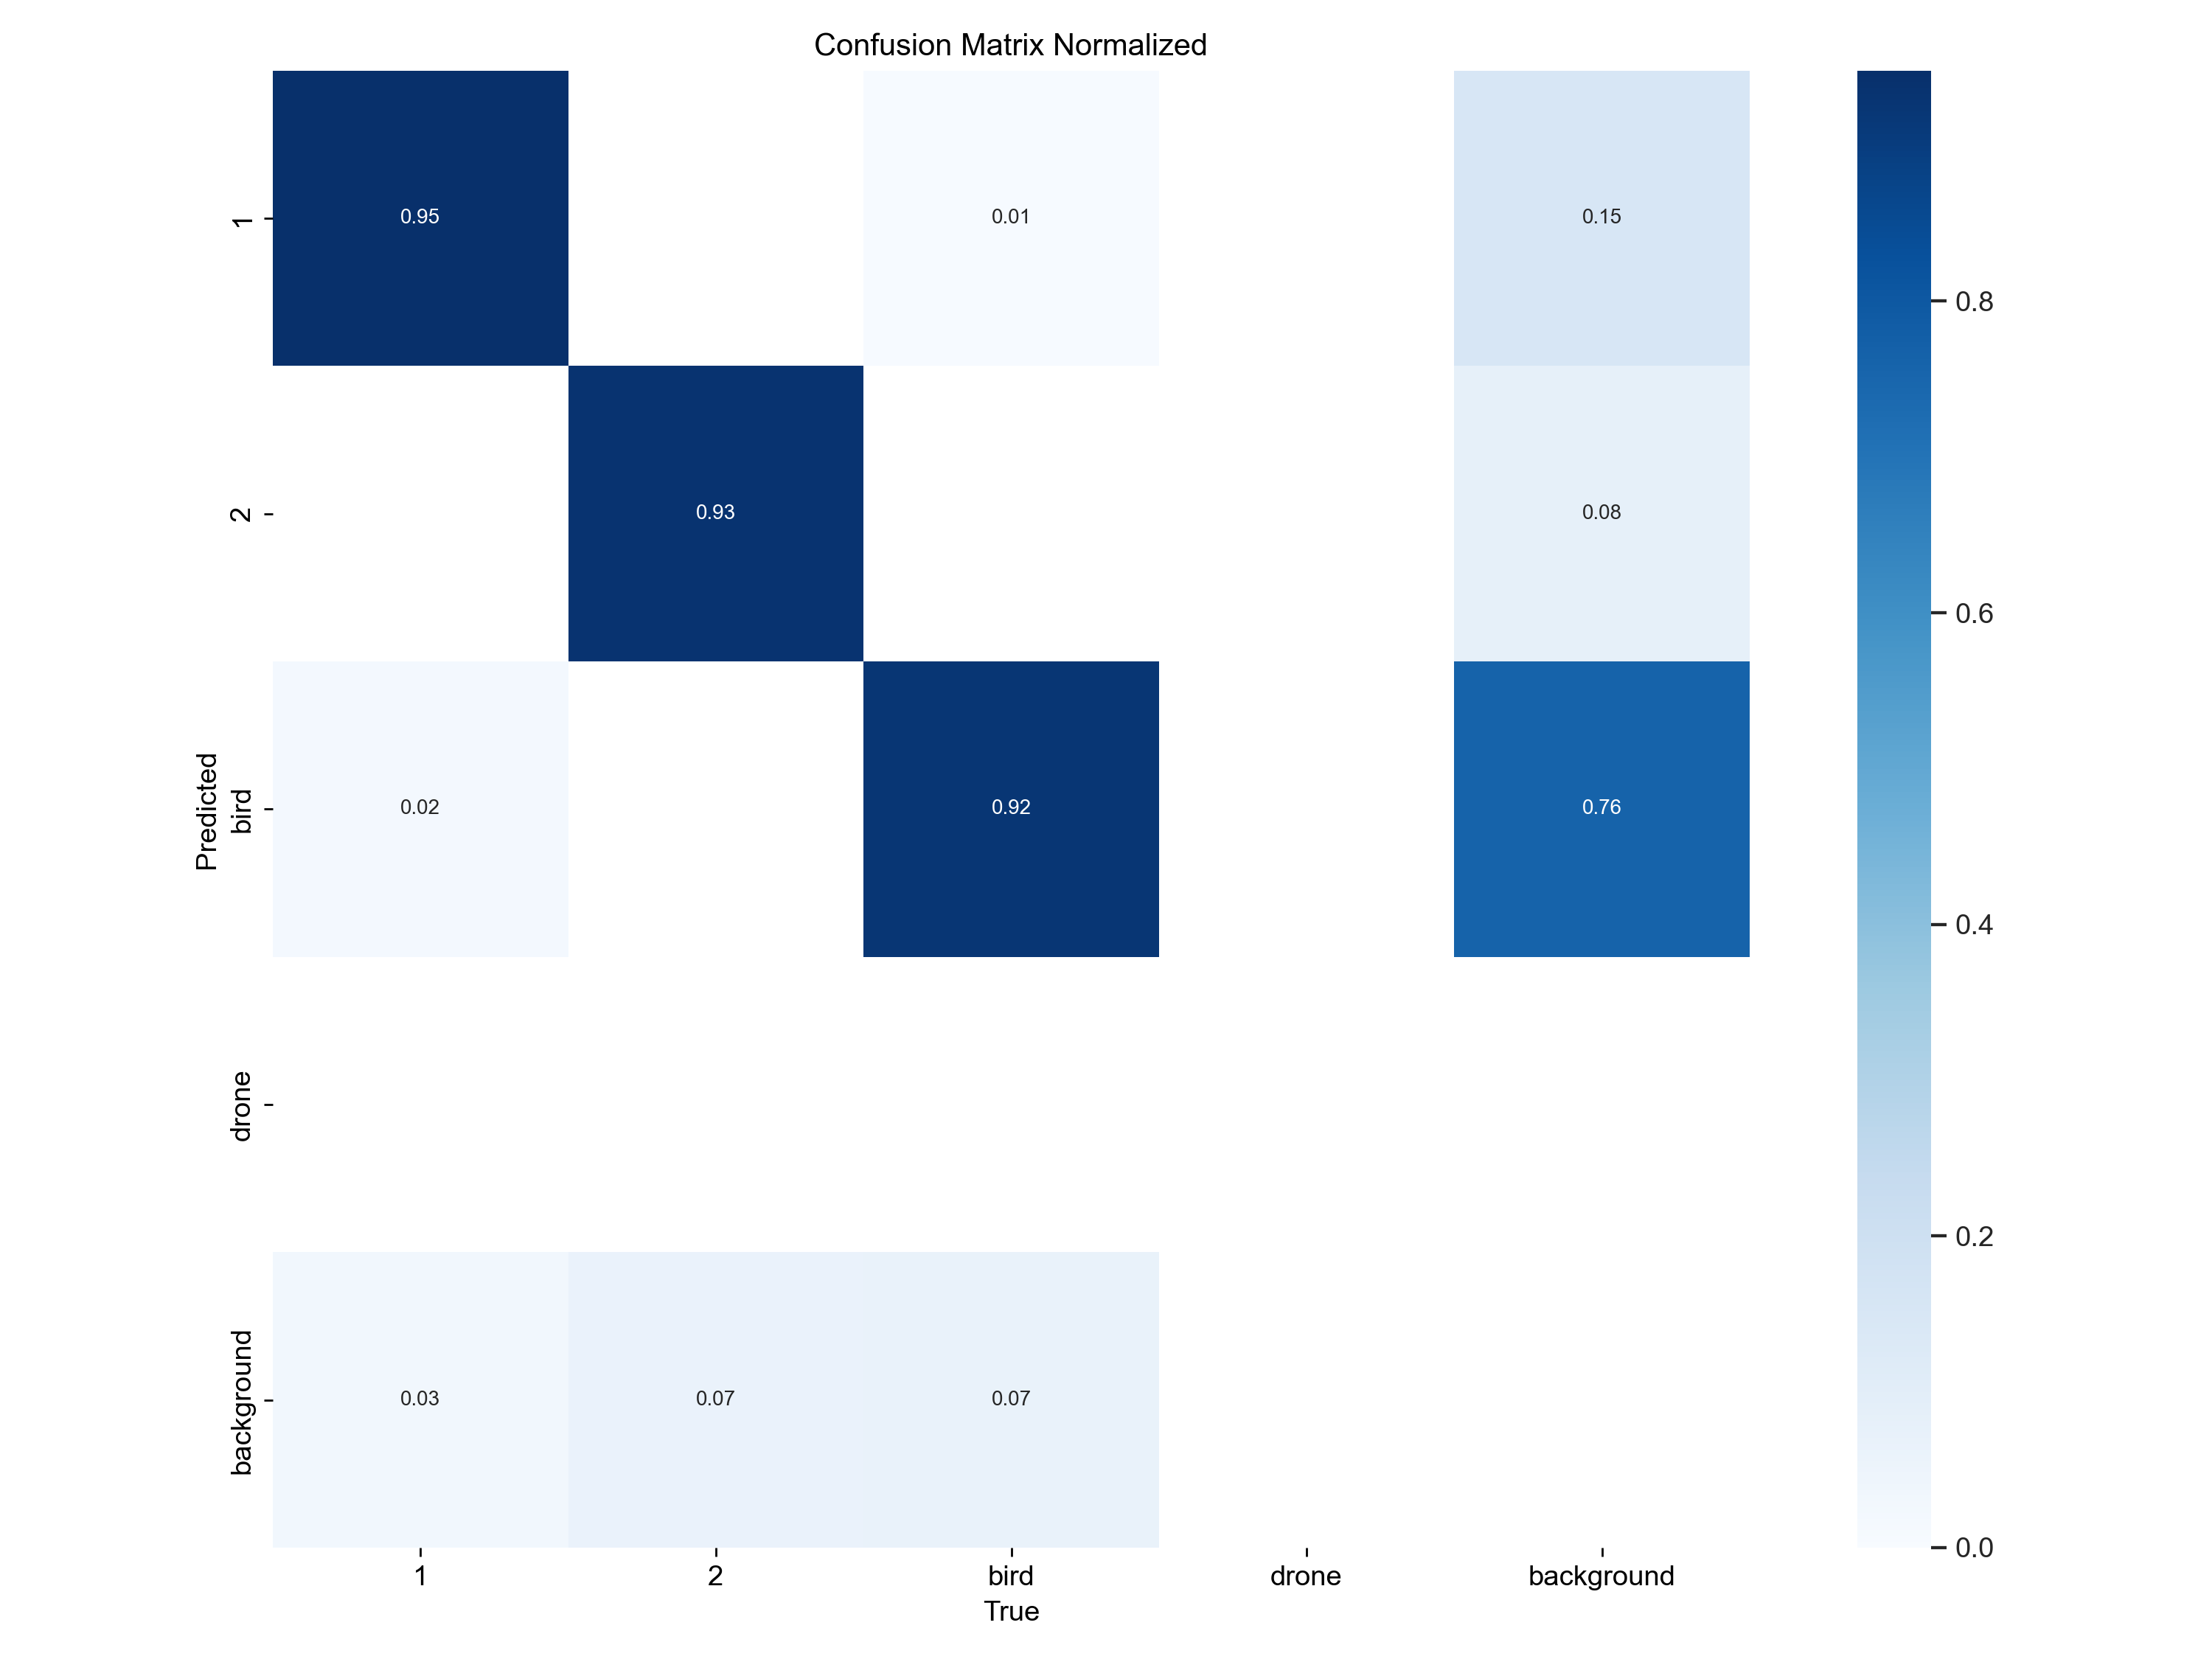 Confusion Matrix Normalized
1
0.95
0.01
0.15
0.8
2
0.93
0.08
0.6
Predicted
bird
0.02
0.92
0.76
0.4
drone
0.2
background
0.03
0.07
0.07
0.0
1
2
bird
drone
background
True